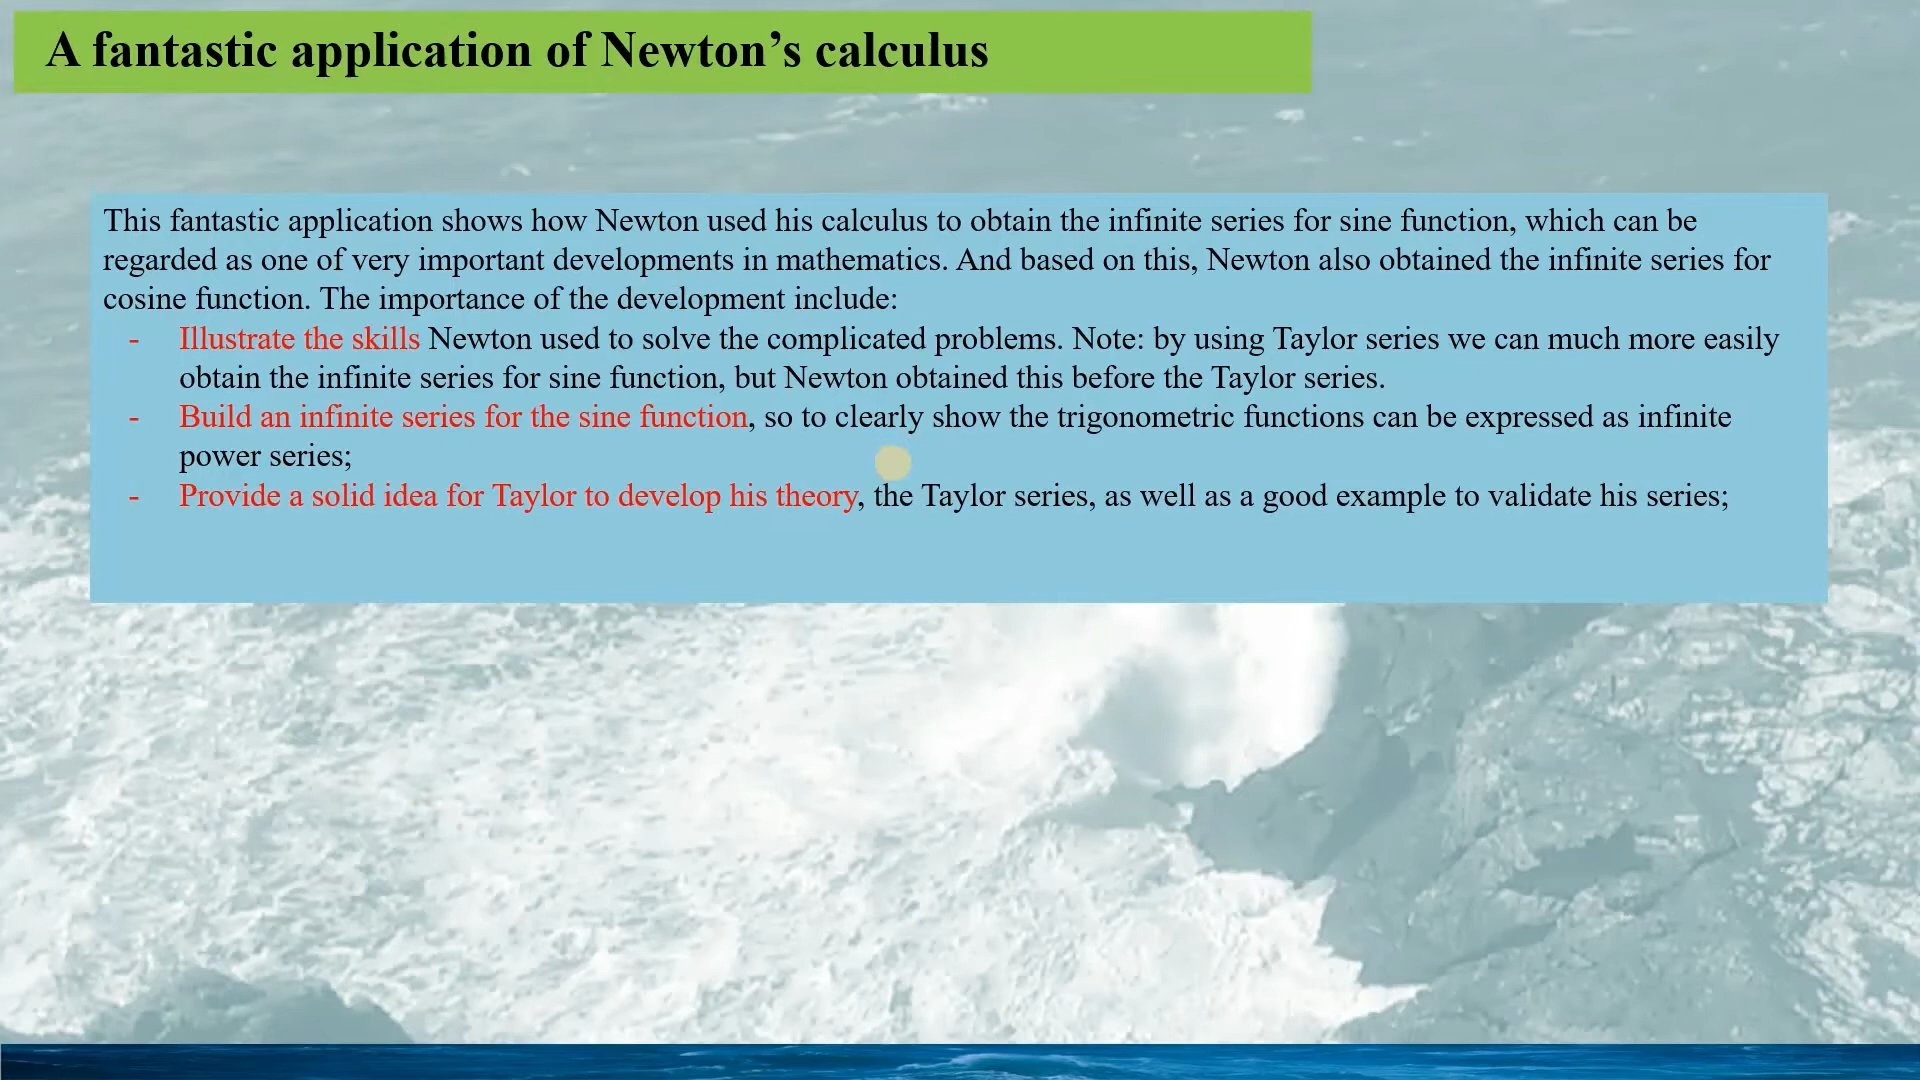 A fantastic application of Newton’s calculus
This fantastic application shows how Newton used his calculus to obtain the infinite series for sine function, which can be
regarded as one of very important developments in mathematics. And based on this, Newton also obtained the infinite series for
cosine function. The importance of the development include:
- Illustrate the skills Newton used to solve the complicated problems. Note: by using Taylor series we can much more easily
obtain the infinite series for sine function, but Newton obtained this before the Taylor series.
- Build an infinite series for the sine function, so to clearly show the trigonometric functions can be expressed as infinite
power series;
- Provide a solid idea for Taylor to develop his theory, the Taylor series, as well as a good example to validate his series;